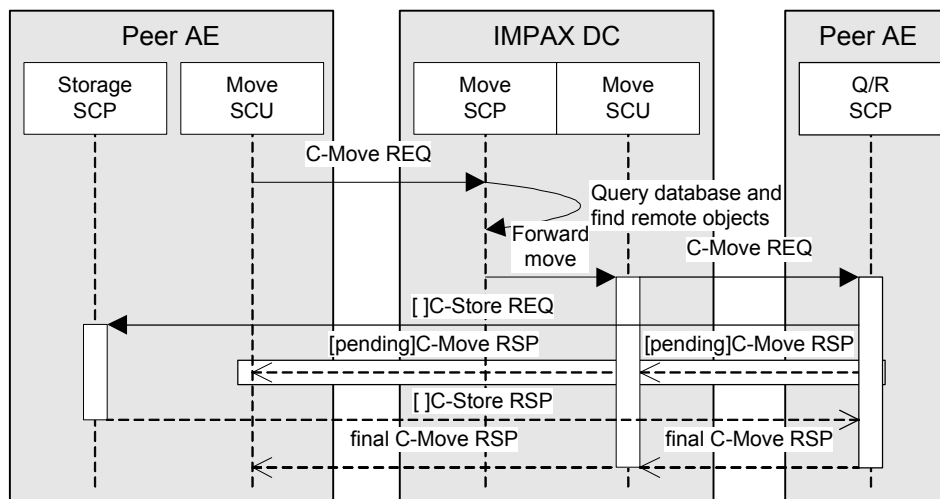 Peer AE
IMPAX DC
Peer AE
Storage
SCP
Move
SCU
Move
SCP
Move
SCU
Q/R
SCP
C-Move REQ
Query database and
find remote objects
Forward
move
C-Move REQ
[ ]C-Store REQ
[pending]C-Move RSP
[pending]C-Move RSP
[ ]C-Store RSP
final C-Move RSP
final C-Move RSP